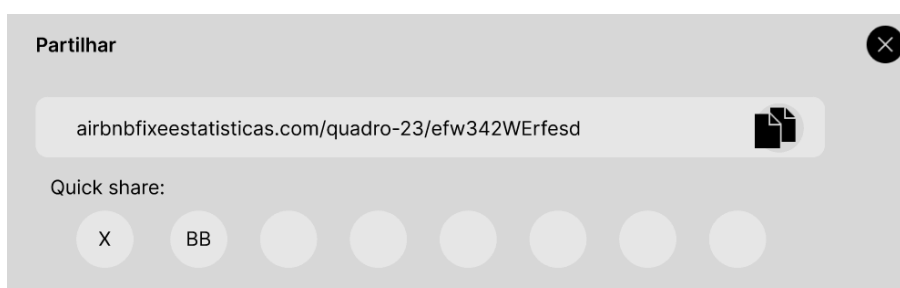 Partilhar
airbnbfixeestatisticas.com/quadro-23/efw342WErfesd
Quick share:
X BB